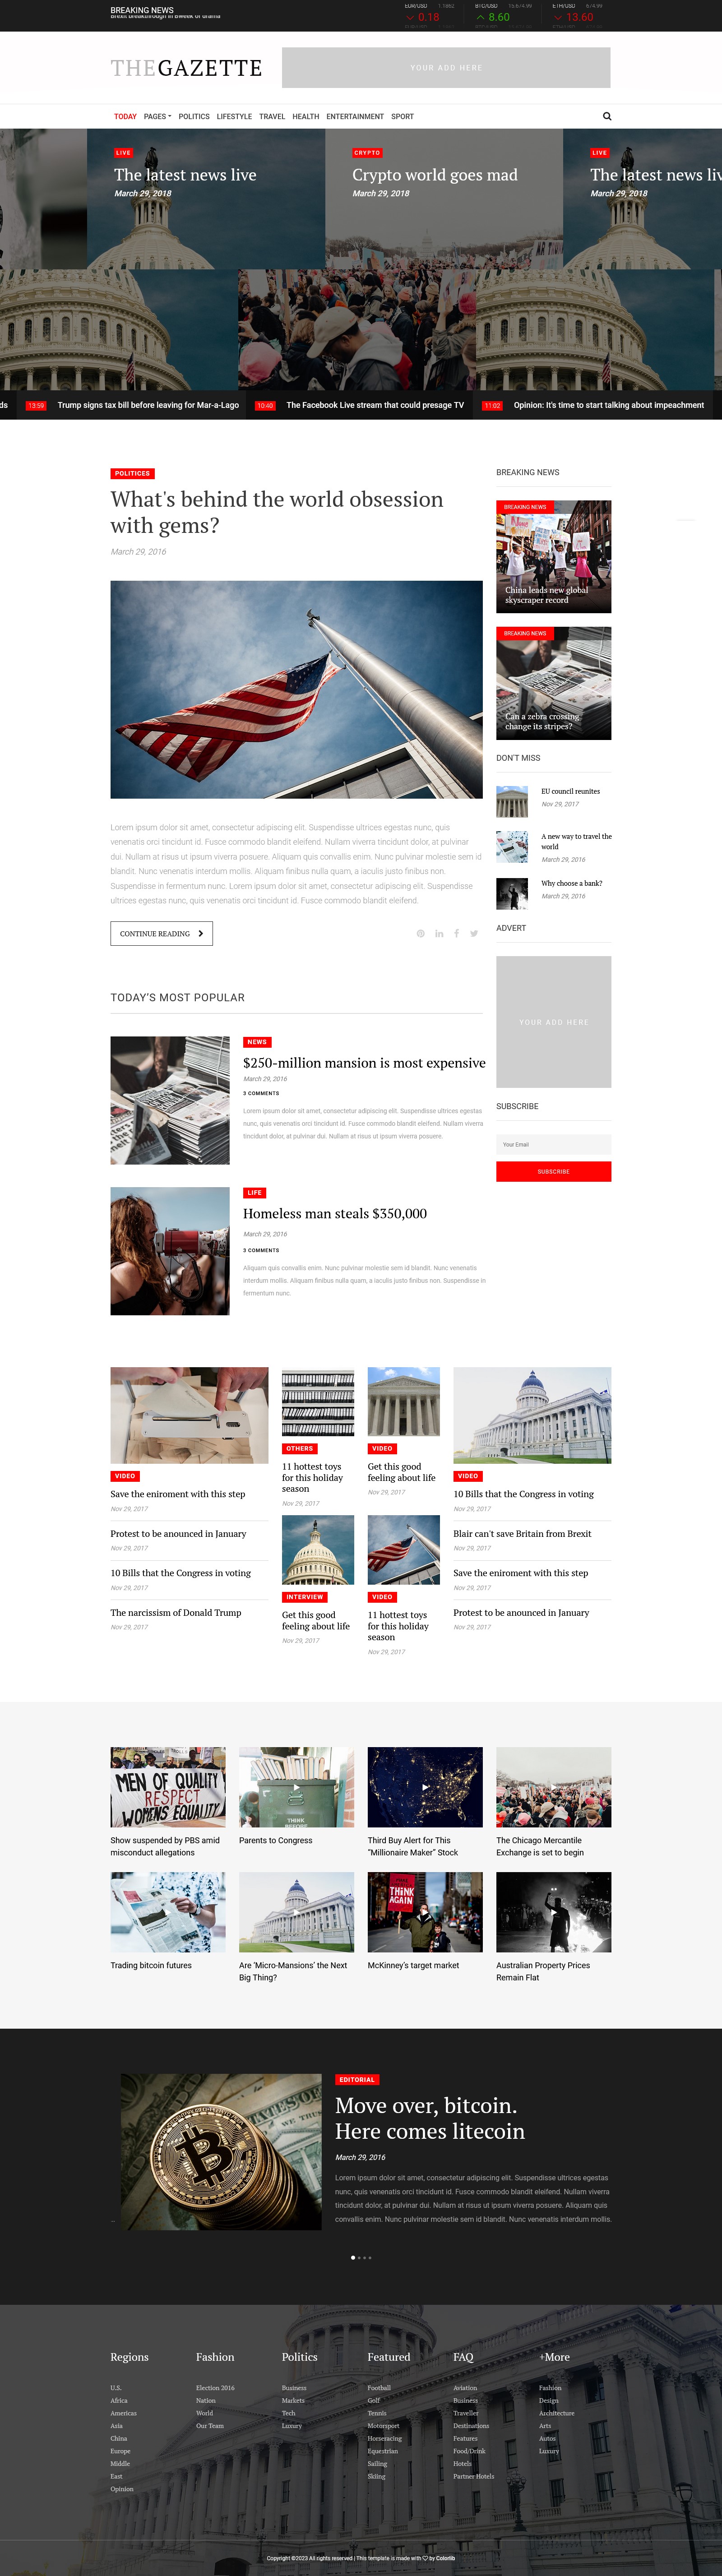 BREAKING NEWS
EUR/USD 1.1862
0.18
BTC/USD 15.674.99
8.60
ETH/USD 674.99
13.60
THEGAZETTE
YOUR ADD HERE
TODAY PAGES POLITICS LIFESTYLE TRAVEL HEALTH ENTERTAINMENT SPORT
LIVE
The latest news live
March 29, 2018
CRYPTO
Crypto world goes mad
March 29, 2018
LIVE
The latest news liv
March 29, 2018
ds
13:59 Trump signs tax bill before leaving for Mar-a-Lago
10:40 The Facebook Live stream that could presage TV
11:02 Opinion: It's time to start talking about impeachment
POLITICES
What's behind the world obsession
with gems?
March 29, 2016
Lorem ipsum dolor sit amet, consectetur adipiscing elit. Suspendisse ultrices egestas nunc, quis
venenatis orci tincidunt id. Fusce commodo blandit eleifend. Nullam viverra tincidunt dolor, at pulvinar
dui. Nullam at risus ut ipsum viverra posuere. Aliquam quis convallis enim. Nunc pulvinar molestie sem id
blandit. Nunc venenatis interdum mollis. Aliquam finibus nulla quam, a iaculis justo finibus non.
Suspendisse in fermentum nunc. Lorem ipsum dolor sit amet, consectetur adipiscing elit. Suspendisse
ultrices egestas nunc, quis venenatis orci tincidunt id. Fusce commodo blandit eleifend.
CONTINUE READING
BREAKING NEWS
BREAKING NEWS
China leads new global
skyscraper record
BREAKING NEWS
Can a zebra crossing
change its stripes?
DON'T MISS
EU council reunites
Nov 29, 2017
A new way to travel the
world
March 29, 2016
Why choose a bank?
March 29, 2016
ADVERT
YOUR ADD HERE
SUBSCRIBE
Your Email
SUBSCRIBE
TODAY'S MOST POPULAR
NEWS
$250-million mansion is most expensive
March 29, 2016
3 COMMENTS
Lorem ipsum dolor sit amet, consectetur adipiscing elit. Suspendisse ultrices egestas
nunc, quis venenatis orci tincidunt id. Fusce commodo blandit eleifend. Nullam viverra
tincidunt dolor, at pulvinar dui. Nullam at risus ut ipsum viverra posuere.
LIFE
Homeless man steals $350,000
March 29, 2016
3 COMMENTS
Aliquam quis convallis enim. Nunc pulvinar molestie sem id blandit. Nunc venenatis
interdum mollis. Aliquam finibus nulla quam, a iaculis justo finibus non. Suspendisse in
fermentum nunc.
VIDEO
Save the eniroment with this step
Nov 29, 2017
Protest to be anounced in January
Nov 29, 2017
10 Bills that the Congress in voting
Nov 29, 2017
The narcissism of Donald Trump
Nov 29, 2017
OTHERS
11 hottest toys
for this holiday
season
Nov 29, 2017
INTERVIEW
Get this good
feeling about life
Nov 29, 2017
VIDEO
Get this good
feeling about life
Nov 29, 2017
VIDEO
11 hottest toys
for this holiday
season
Nov 29, 2017
VIDEO
10 Bills that the Congress in voting
Nov 29, 2017
Blair can't save Britain from Brexit
Nov 29, 2017
Save the eniroment with this step
Nov 29, 2017
Protest to be anounced in January
Nov 29, 2017
MEN OF QUALITY
RESPECT
WOMENS EQUALITY
Show suspended by PBS amid
misconduct allegations
THINK
Parents to Congress
Third Buy Alert for This
"Millionaire Maker" Stock
The Chicago Mercantile
Exchange is set to begin
Trading bitcoin futures
Are 'Micro-Mansions' the Next
Big Thing?
THINK
AGAIN
McKinney's target market
Australian Property Prices
Remain Flat
EDITORIAL
Move over, bitcoin.
Here comes litecoin
March 29, 2016
Lorem ipsum dolor sit amet, consectetur adipiscing elit. Suspendisse ultrices egestas
nunc, quis venenatis orci tincidunt id. Fusce commodo blandit eleifend. Nullam viverra
tincidunt dolor, at pulvinar dui. Nullam at risus ut ipsum viverra posuere. Aliquam quis
convallis enim. Nunc pulvinar molestie sem id blandit. Nunc venenatis interdum mollis.
Regions
U.S.
Africa
Americas
Asia
China
Europe
Middle
East
Opinion
Fashion
Election 2016
Nation
World
Our Team
Politics
Business
Markets
Tech
Luxury
Featured
Football
Golf
Tennis
Motorsport
Horseracing
Equestrian
Sailing
Skiing
FAQ
Aviation
Business
Traveller
Destinations
Features
Food/Drink
Hotels
Partner Hotels
+More
Fashion
Design
Architecture
Arts
Autos
Luxury
Copyright ©2023 All rights reserved | This template is made with ♡ by Colorlib